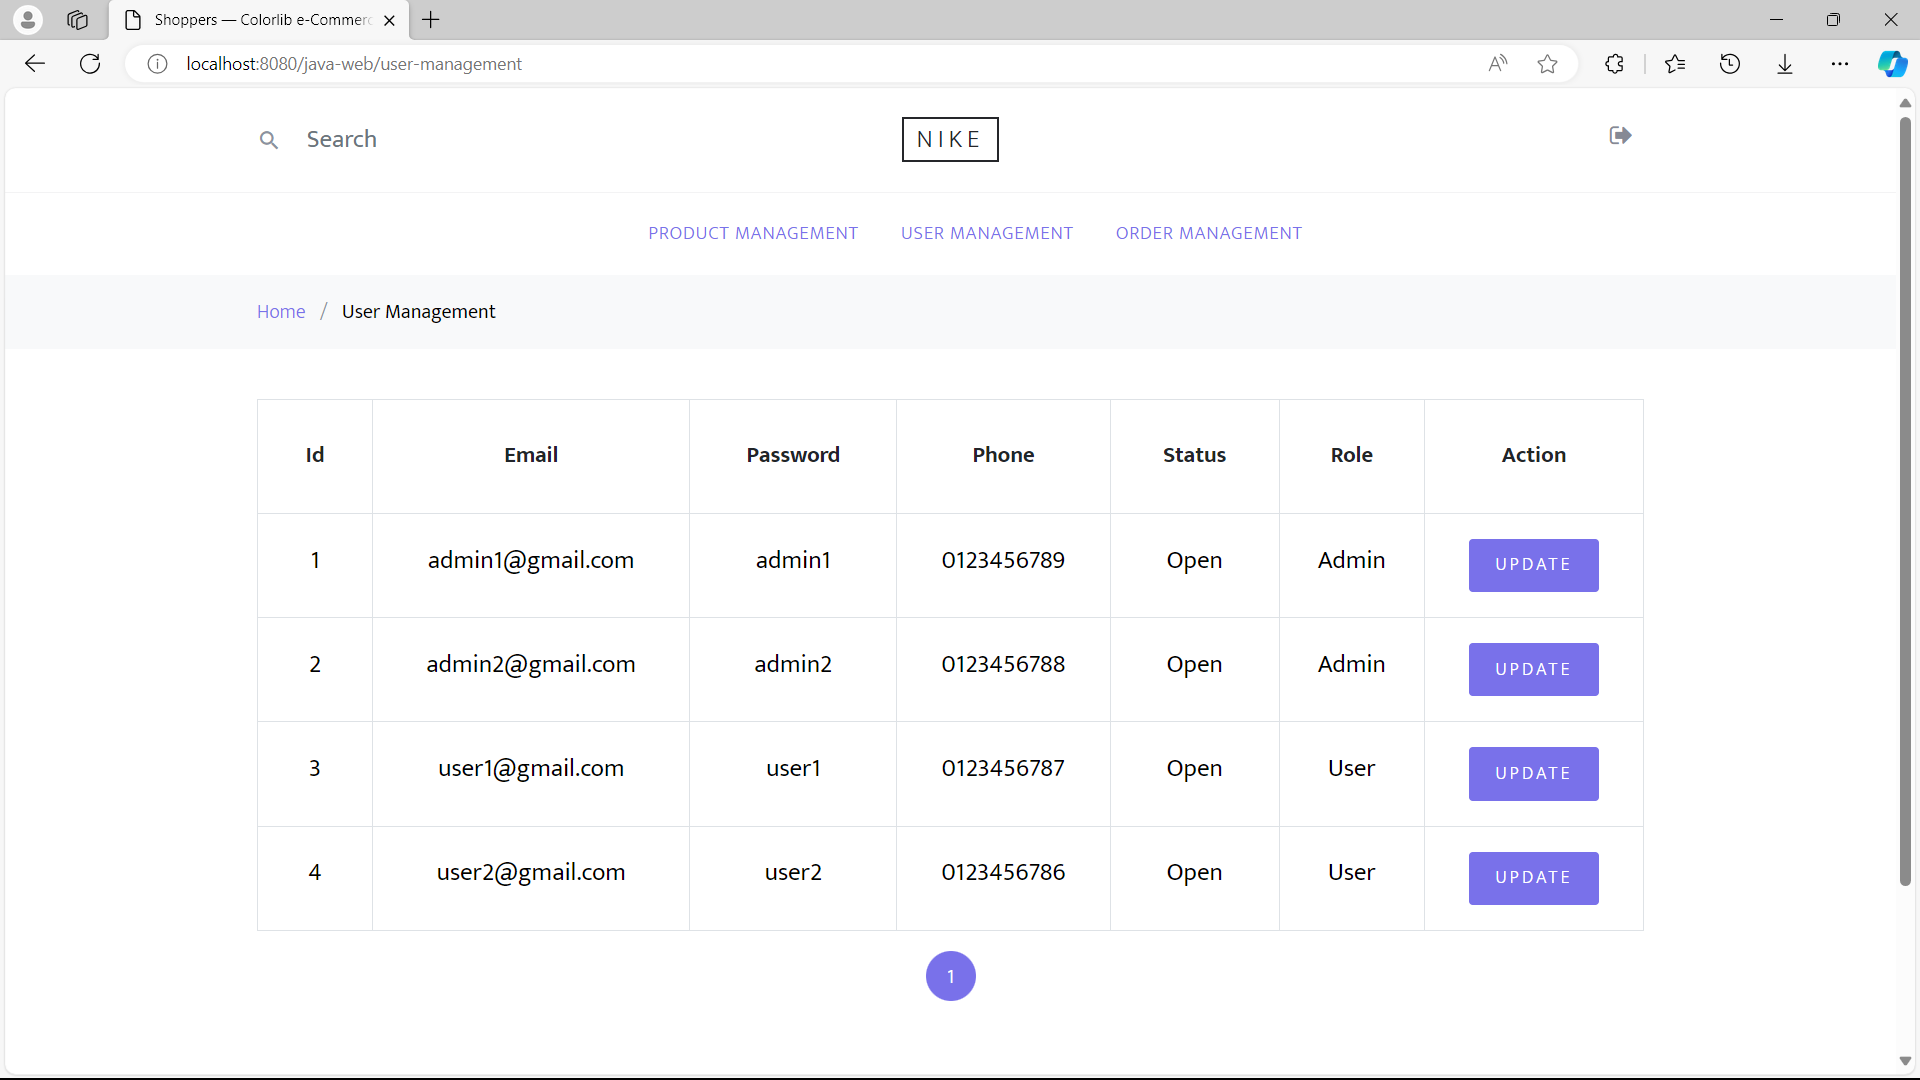 Shoppers — Colorlib e-Commerc
localhost:8080/java-web/user-management
Search
NIKE
PRODUCT MANAGEMENT USER MANAGEMENT ORDER MANAGEMENT
Home / User Management
Id Email Password Phone Status Role Action
1 admin1@gmail.com admin1 0123456789 Open Admin UPDATE
2 admin2@gmail.com admin2 0123456788 Open Admin UPDATE
3 user1@gmail.com user1 0123456787 Open User UPDATE
4 user2@gmail.com user2 0123456786 Open User UPDATE
1